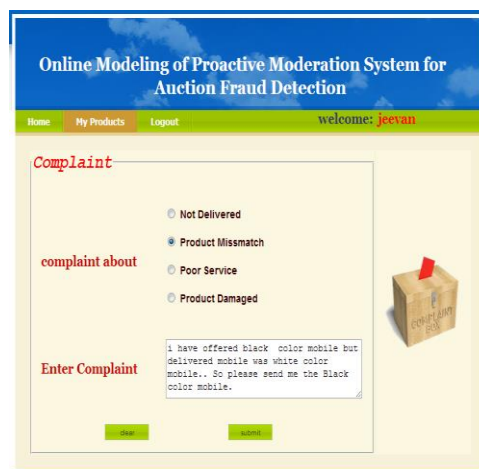 Online Modeling of Proactive Moderation System for
Auction Fraud Detection
Home My Products Logout welcome: jeevan
Complaint
Not Delivered
Product Missmatch
complaint about
Poor Service
Product Damaged
Enter Complaint
i have offered black color mobile but
delivered mobile was white color
mobile.. So please send me the Black
color mobile.
clear submit
COMPLAINT
BOX